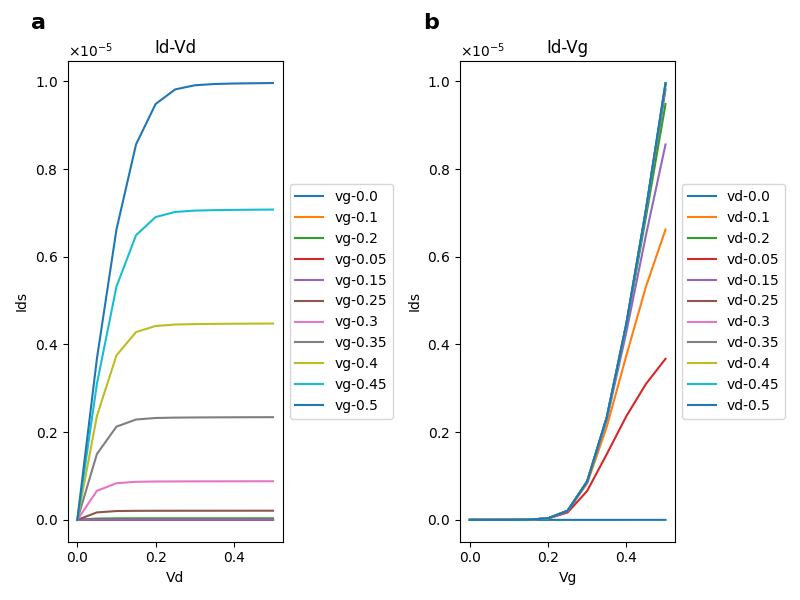 a
Id-Vd
×10⁻⁵
1.0
0.8
0.6
0.4
0.2
0.0
Ids
0.0
0.2
0.4
Vd
vg-0.0
vg-0.1
vg-0.2
vg-0.05
vg-0.15
vg-0.25
vg-0.3
vg-0.35
vg-0.4
vg-0.45
vg-0.5
b
Id-Vg
×10⁻⁵
1.0
0.8
0.6
0.4
0.2
0.0
Ids
0.0
0.2
0.4
Vg
vd-0.0
vd-0.1
vd-0.2
vd-0.05
vd-0.15
vd-0.25
vd-0.3
vd-0.35
vd-0.4
vd-0.45
vd-0.5